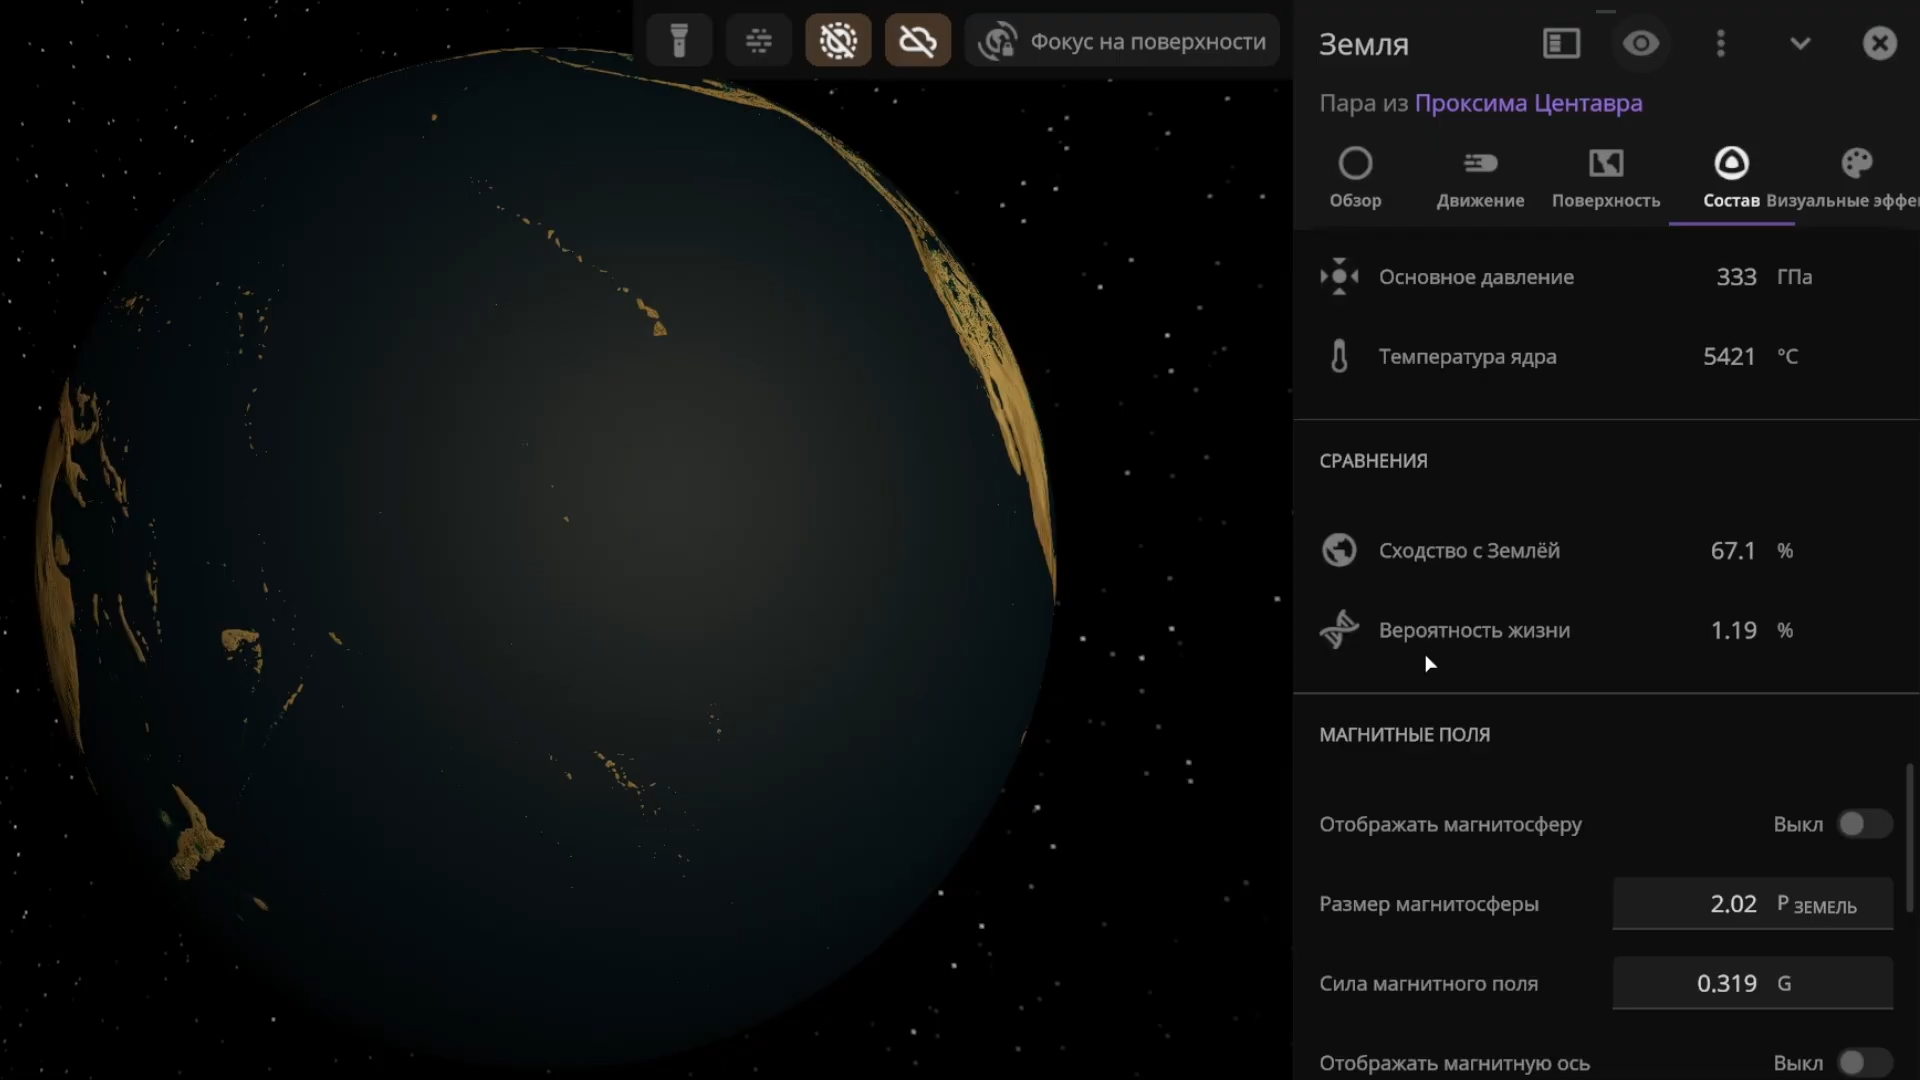 Фокус на поверхности
Земля
Пара из Проксима Центавра
Обзор
Движение
Поверхность
Состав
Визуальные эффе
Основное давление 333 ГПа
Температура ядра 5421 °C
СРАВНЕНИЯ
Сходство с Землёй 67.1 %
Вероятность жизни 1.19 %
МАГНИТНЫЕ ПОЛЯ
Отображать магнитосферу Выкл
Размер магнитосферы 2.02 Р ЗЕМЕЛЬ
Сила магнитного поля 0.319 G
Отображать магнитную ось Выкл